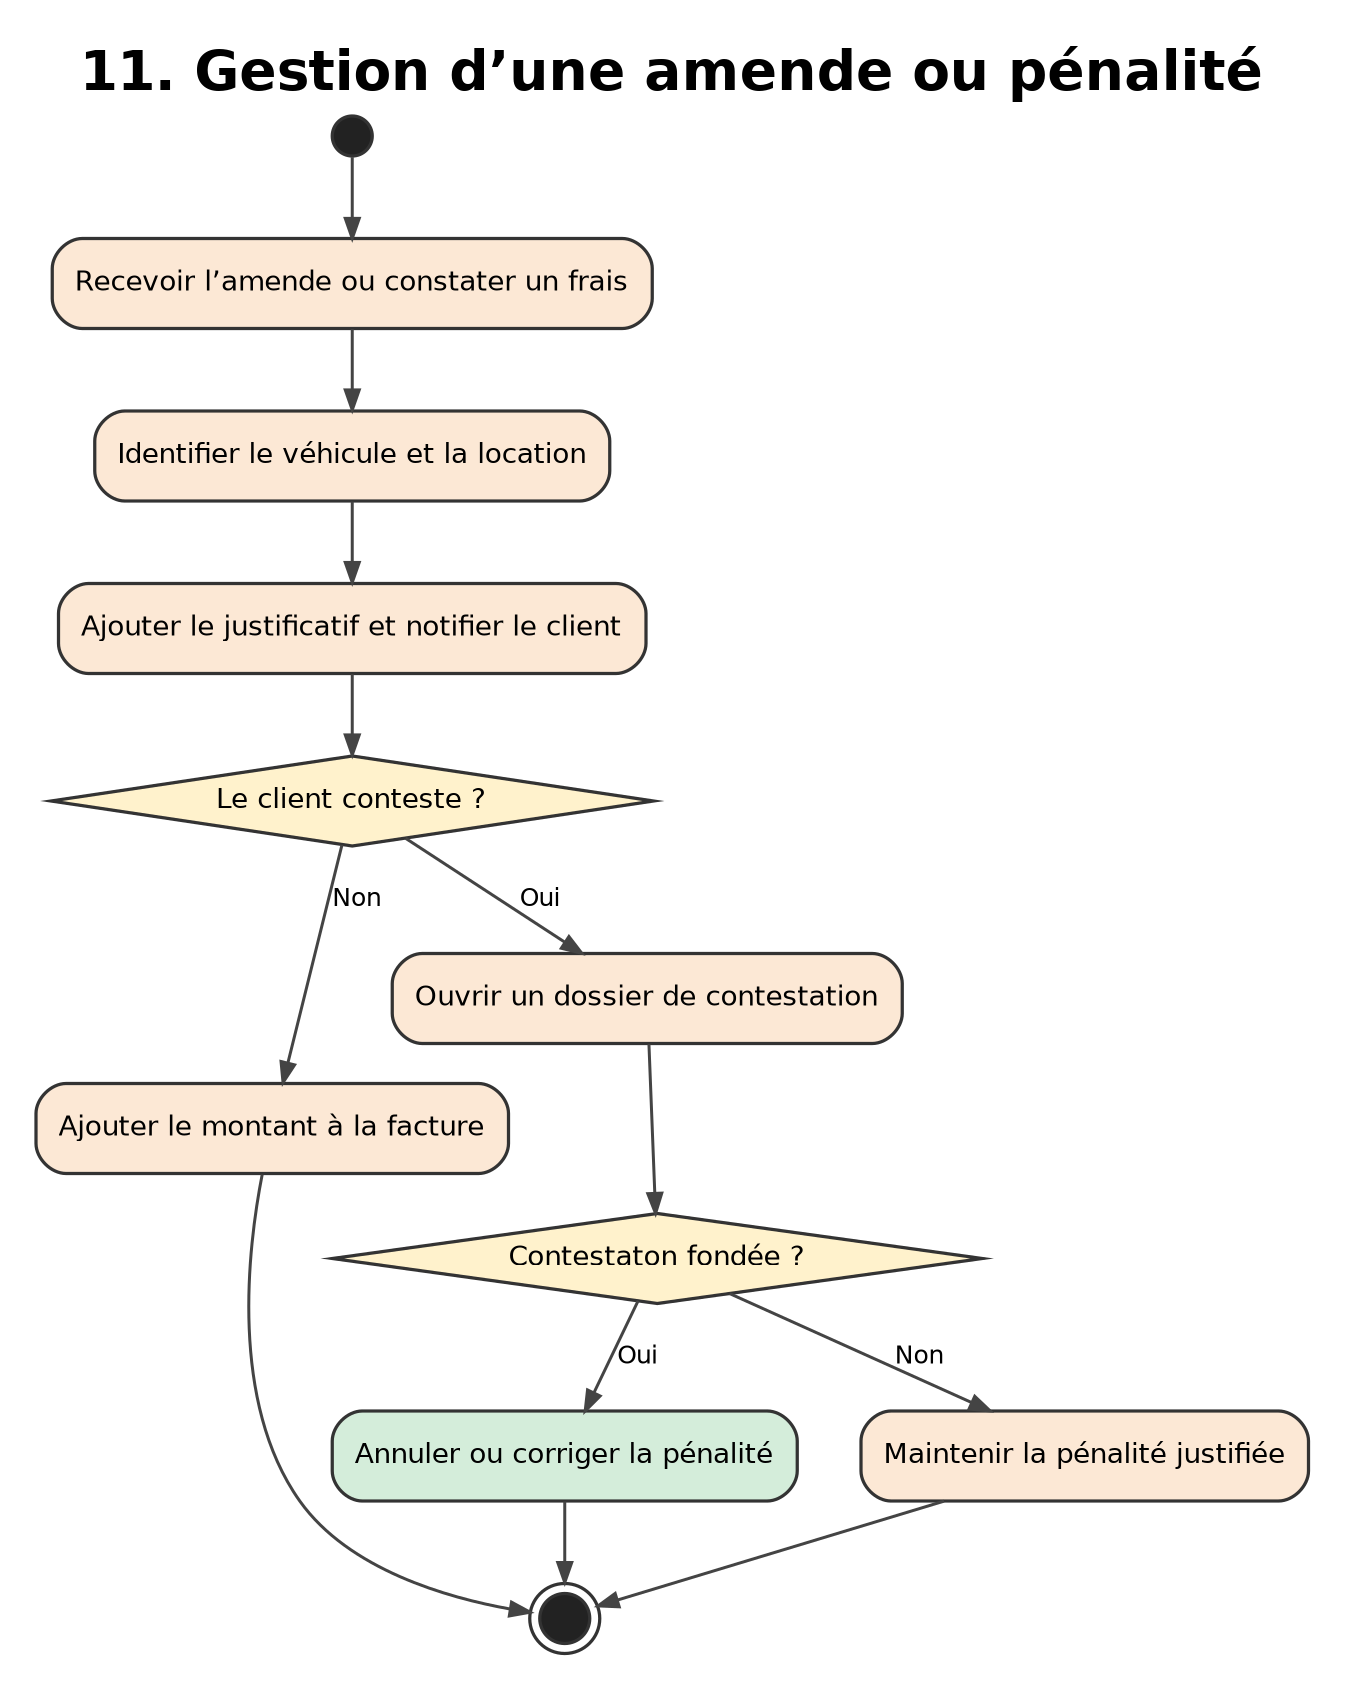 11. Gestion d’une amende ou pénalité
Recevoir l’amende ou constater un frais
Identifier le véhicule et la location
Ajouter le justificatif et notifier le client
Le client conteste ?
Non
Oui
Ouvrir un dossier de contestation
Ajouter le montant à la facture
Contestaton fondée ?
Oui
Non
Annuler ou corriger la pénalité
Maintenir la pénalité justifiée